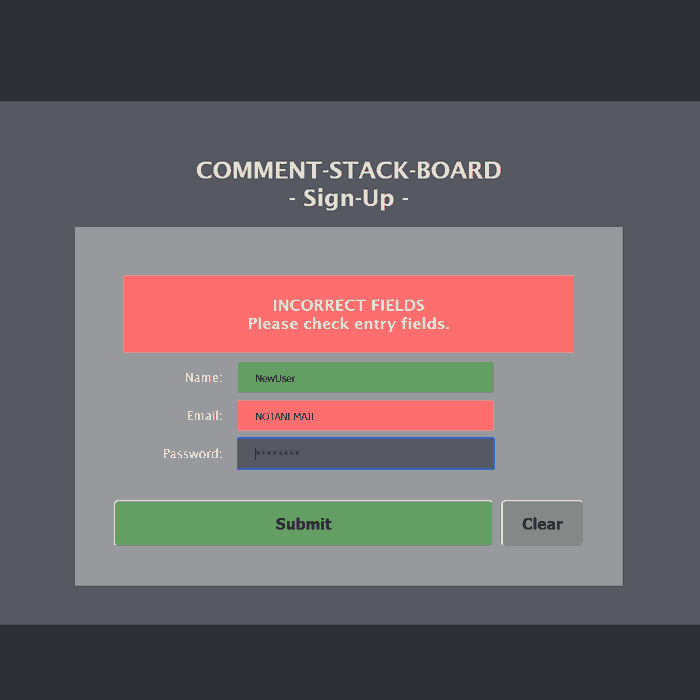 COMMENT-STACK-BOARD
- Sign-Up -
INCORRECT FIELDS
Please check entry fields.
Name: NewUser
Email: NOTANEMAIL
Password: ********
Submit Clear